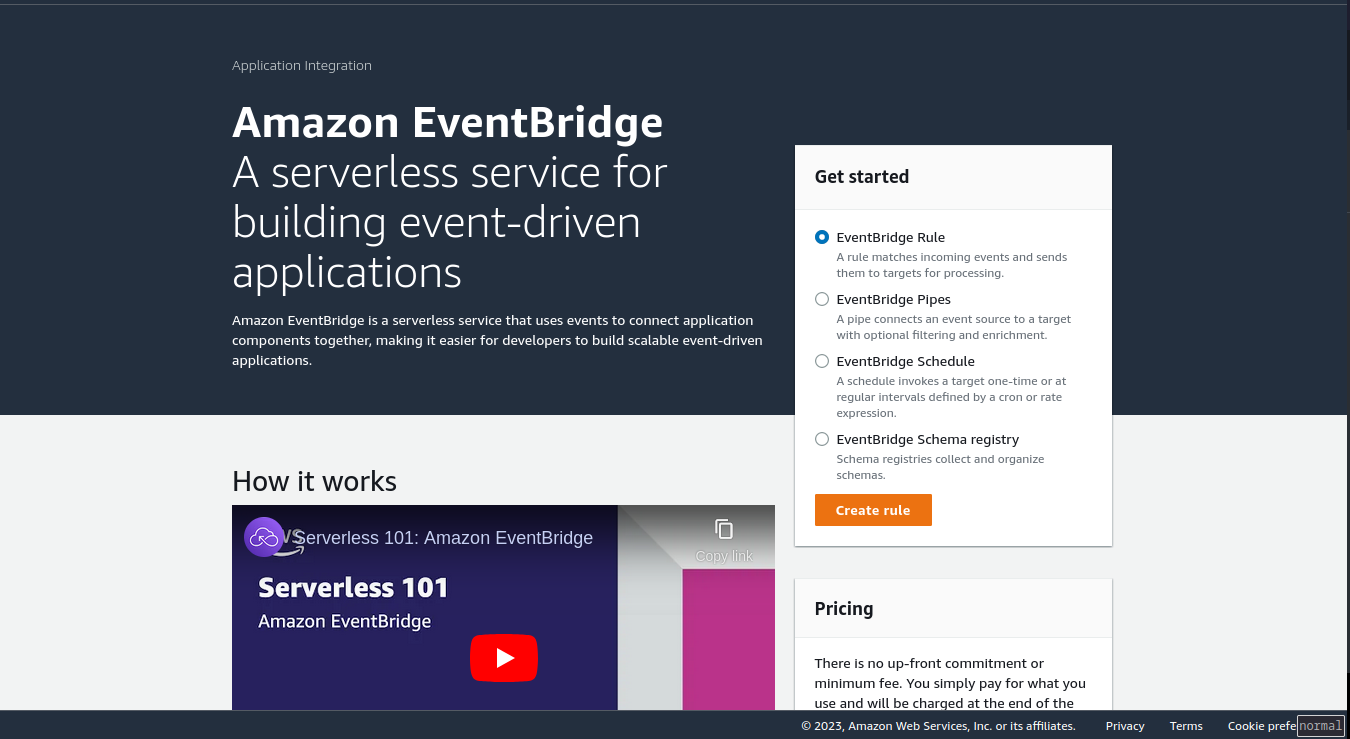 Application Integration
Amazon EventBridge
A serverless service for
building event-driven
applications
Amazon EventBridge is a serverless service that uses events to connect application
components together, making it easier for developers to build scalable event-driven
applications.
Get started
EventBridge Rule
A rule matches incoming events and sends
them to targets for processing.
EventBridge Pipes
A pipe connects an event source to a target
with optional filtering and enrichment.
EventBridge Schedule
A schedule invokes a target one-time or at
regular intervals defined by a cron or rate
expression.
EventBridge Schema registry
Schema registries collect and organize
schemas.
Create rule
How it works
Serverless 101: Amazon EventBridge
Copy link
Serverless 101
Amazon EventBridge
Pricing
There is no up-front commitment or
minimum fee. You simply pay for what you
use and will be charged at the end of the
© 2023, Amazon Web Services, Inc. or its affiliates. Privacy Terms Cookie prefe
normal